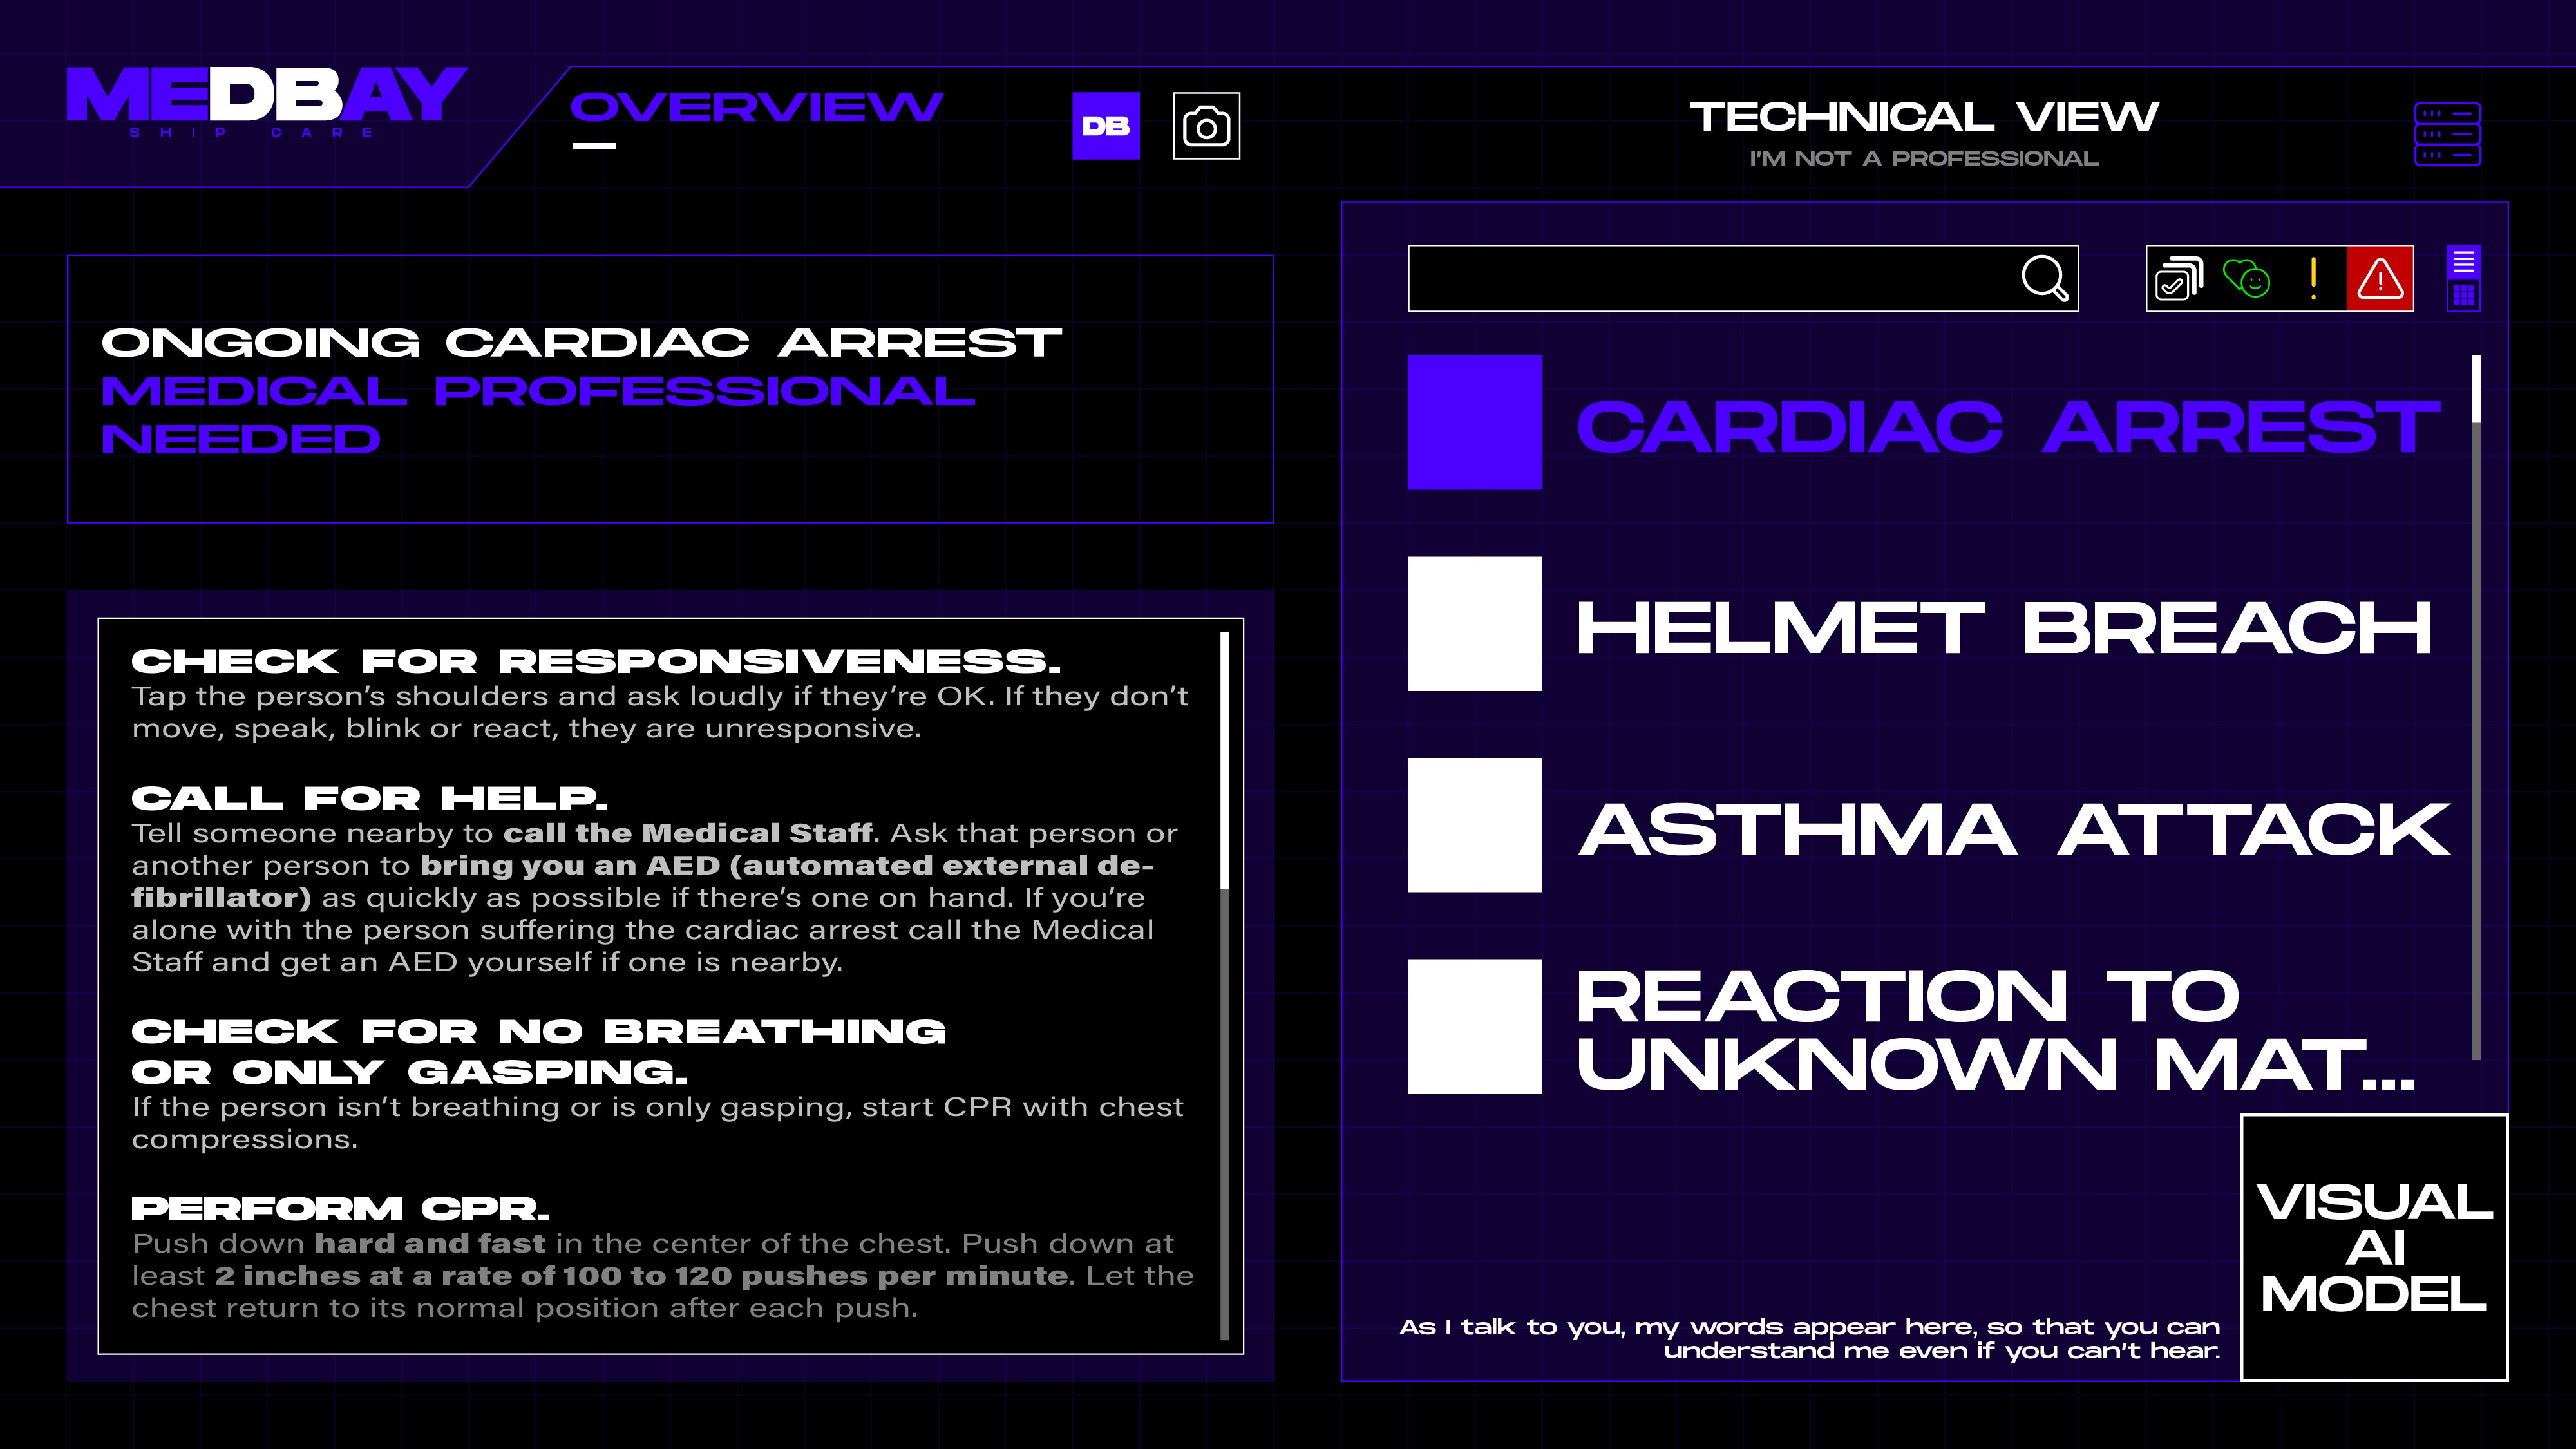 MEDBAY
SHIP CARE
OVERVIEW
DB
TECHNICAL VIEW
I'M NOT A PROFESSIONAL
ONGOING CARDIAC ARREST
MEDICAL PROFESSIONAL
NEEDED
CHECK FOR RESPONSIVENESS.
Tap the person's shoulders and ask loudly if they're OK. If they don't
move, speak, blink or react, they are unresponsive.
CALL FOR HELP.
Tell someone nearby to call the Medical Staff. Ask that person or
another person to bring you an AED (automated external de-
fibrillator) as quickly as possible if there's one on hand. If you're
alone with the person suffering the cardiac arrest call the Medical
Staff and get an AED yourself if one is nearby.
CHECK FOR NO BREATHING
OR ONLY GASPING.
If the person isn't breathing or is only gasping, start CPR with chest
compressions.
PERFORM CPR.
Push down hard and fast in the center of the chest. Push down at
least 2 inches at a rate of 100 to 120 pushes per minute. Let the
chest return to its normal position after each push.
CARDIAC ARREST
HELMET BREACH
ASTHMA ATTACK
REACTION TO
UNKNOWN MAT...
As I talk to you, my words appear here, so that you can
understand me even if you can't hear.
VISUAL
AI
MODEL